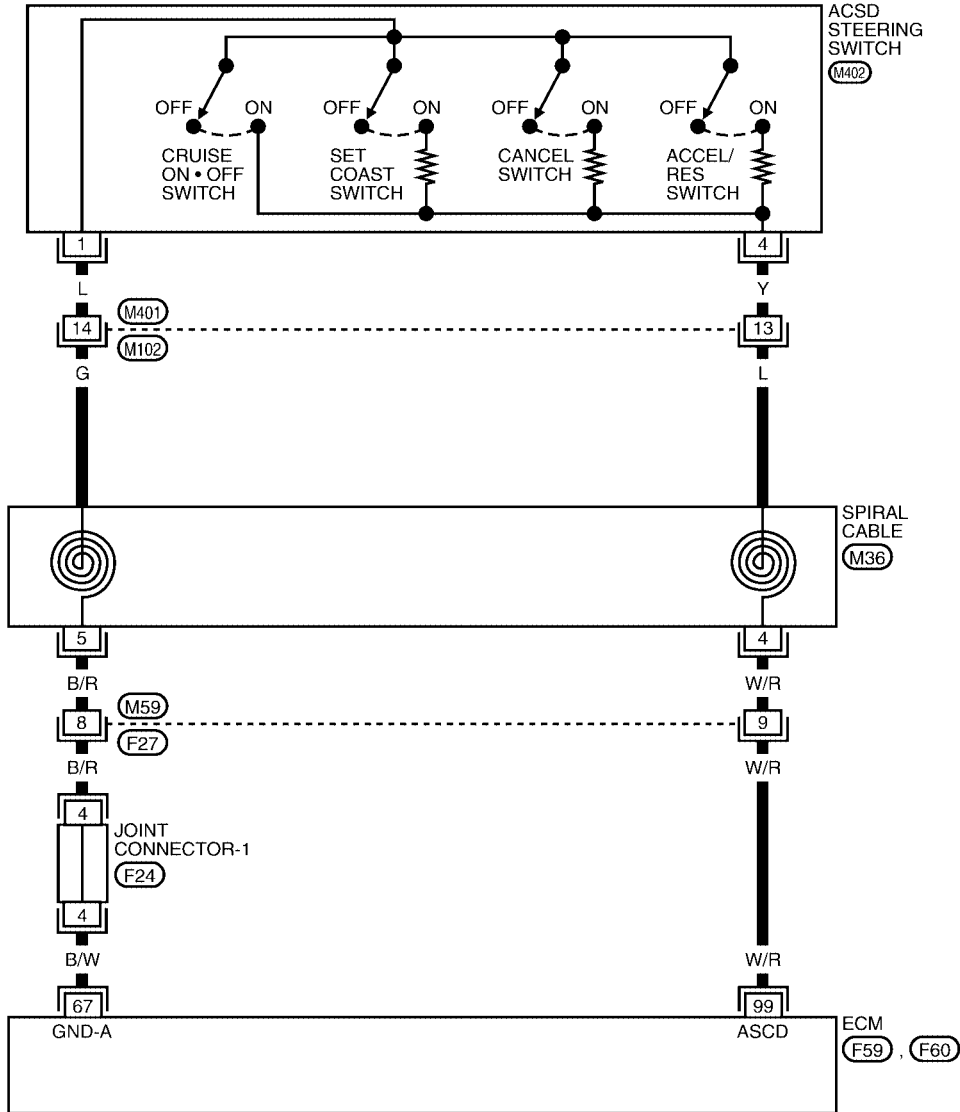 ACSD
STEERING
SWITCH
M402
OFF ON OFF ON OFF ON OFF ON
CRUISE
ON • OFF
SWITCH
SET
COAST
SWITCH
CANCEL
SWITCH
ACCEL/
RES
SWITCH
1 4
L Y
M401
14 13
M102
G L
SPIRAL
CABLE
M36
5 4
B/R W/R
M59
8 9
F27
B/R W/R
4
JOINT
CONNECTOR-1
F24
4
B/W W/R
67 99
GND-A ASCD
ECM
F59 , F60